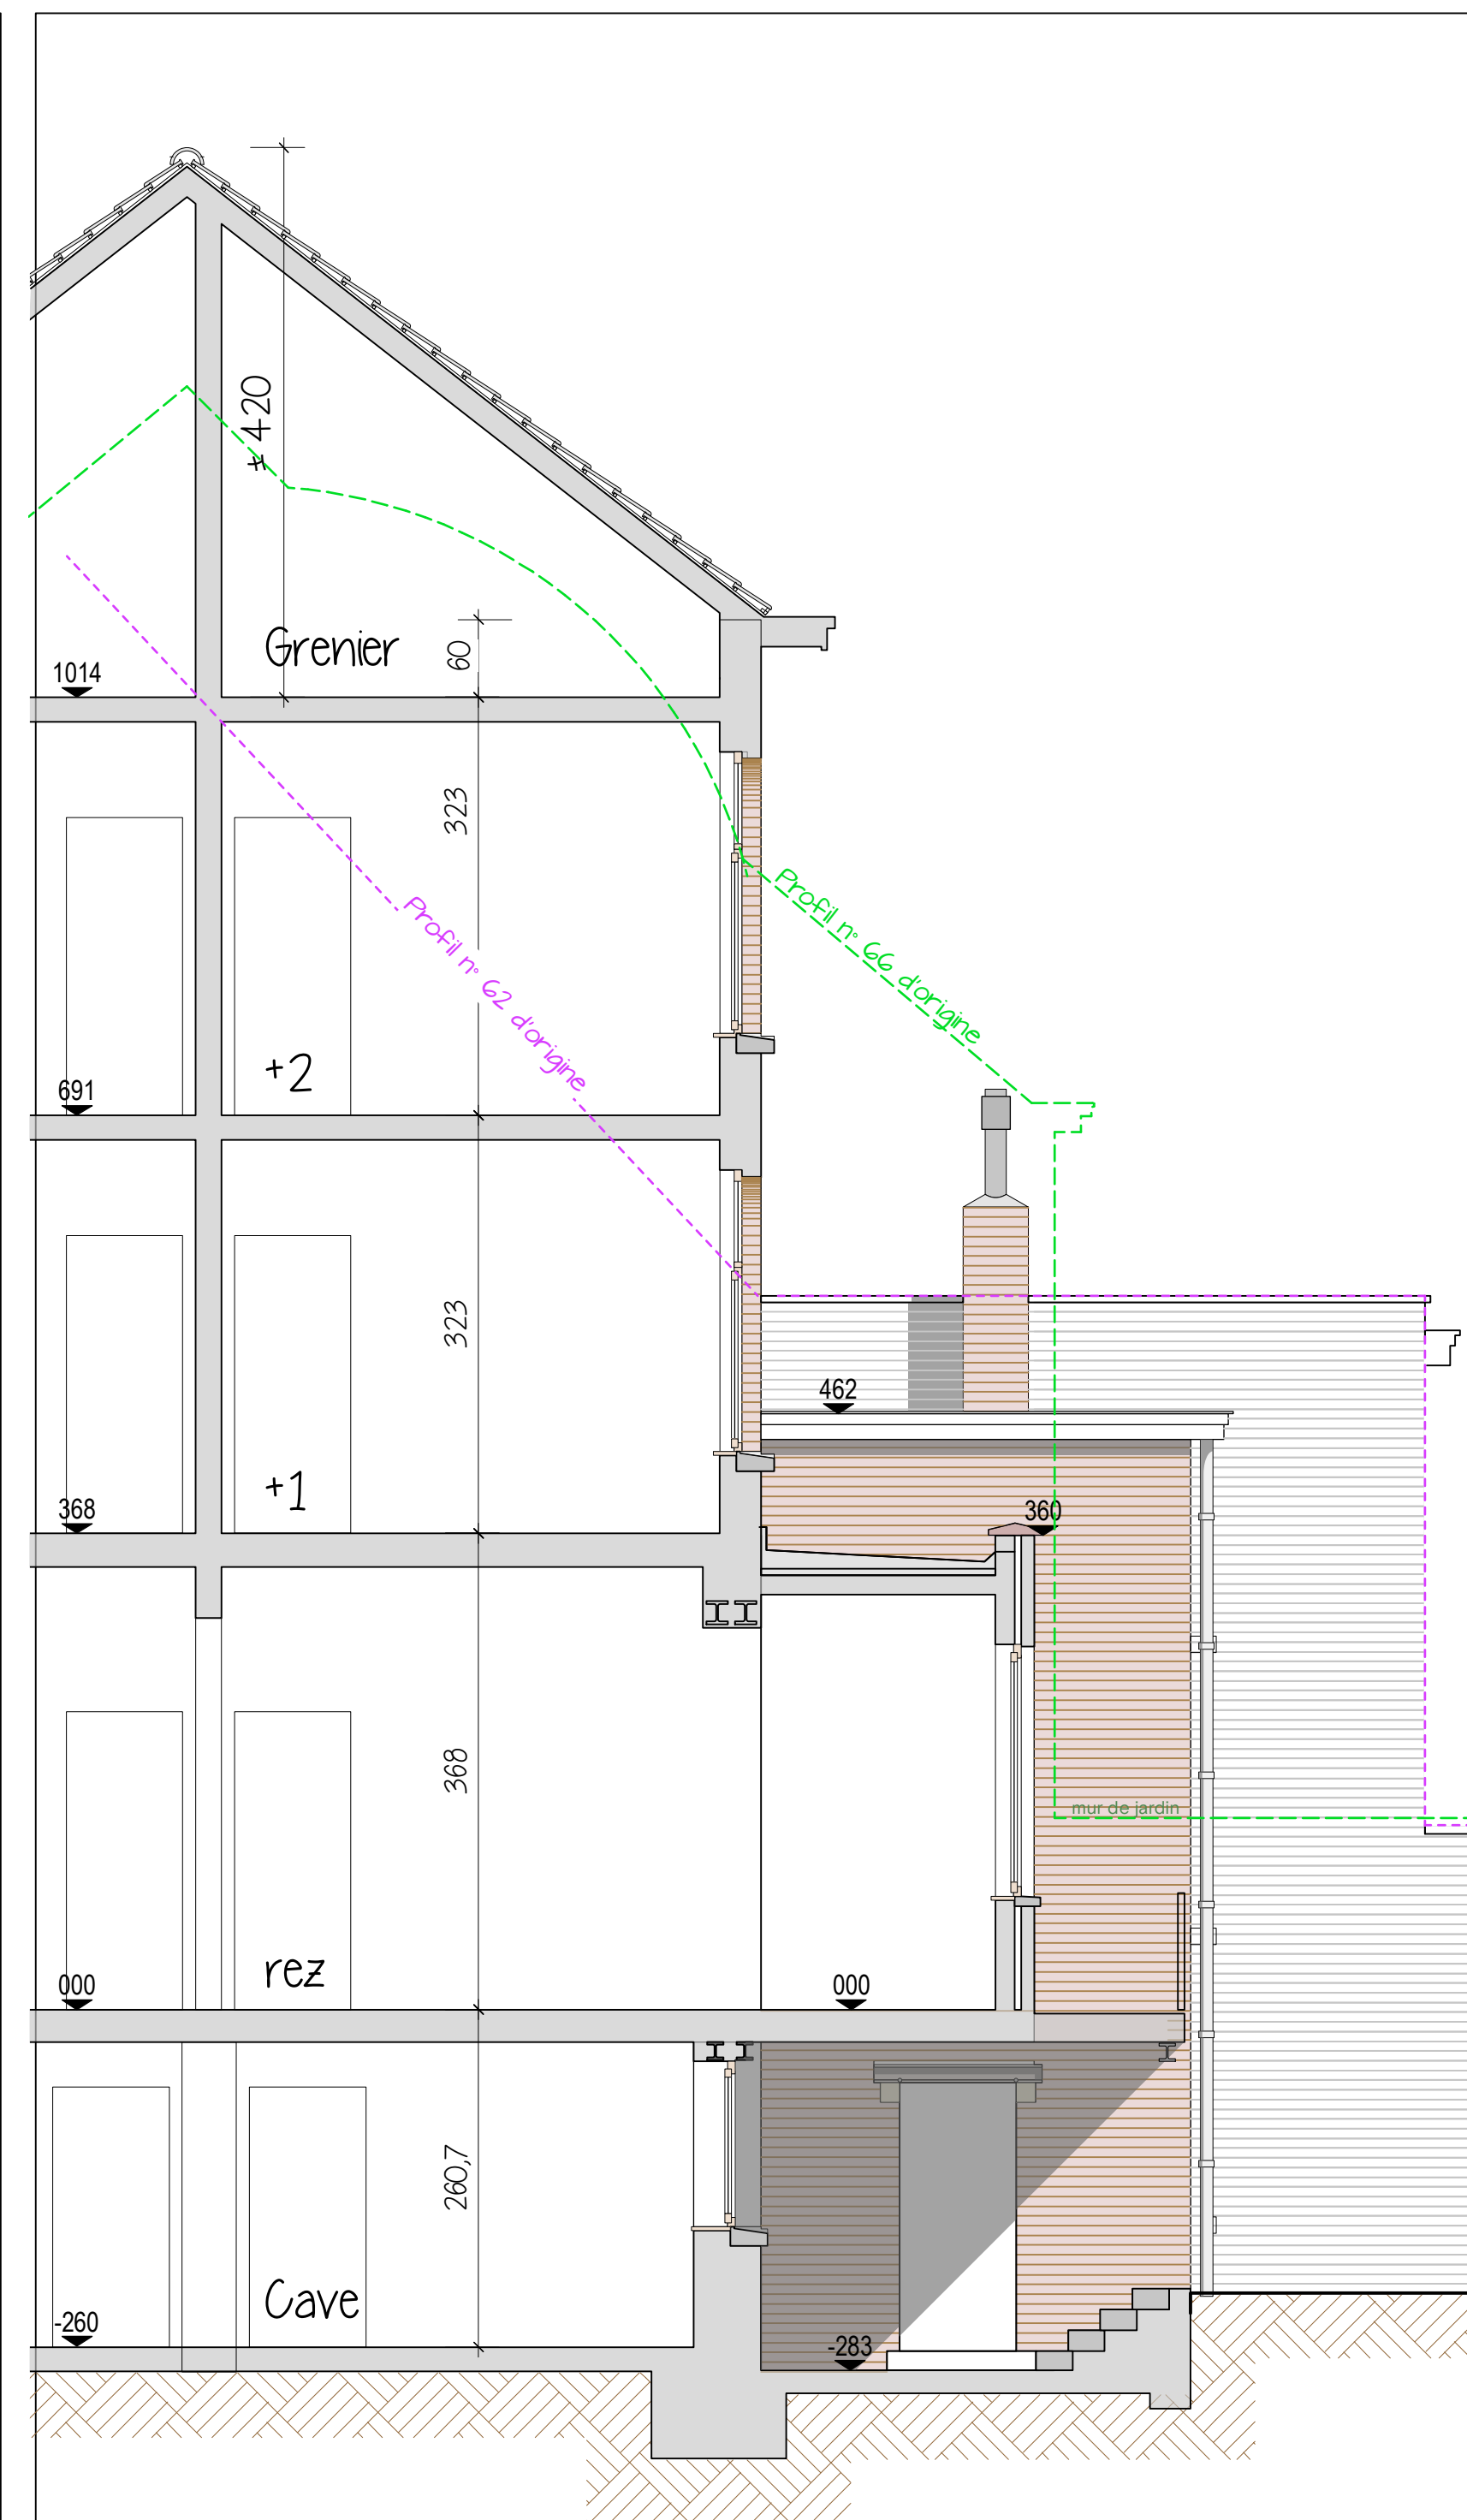 ± 420
Grenier
60
1014
323
Profil n° 66 d'origine
Profil n° 62 d'origine
+2
691
323
462
+1
368
360
368
mur de jardin
rez
000
000
260,7
Cave
-260
-283